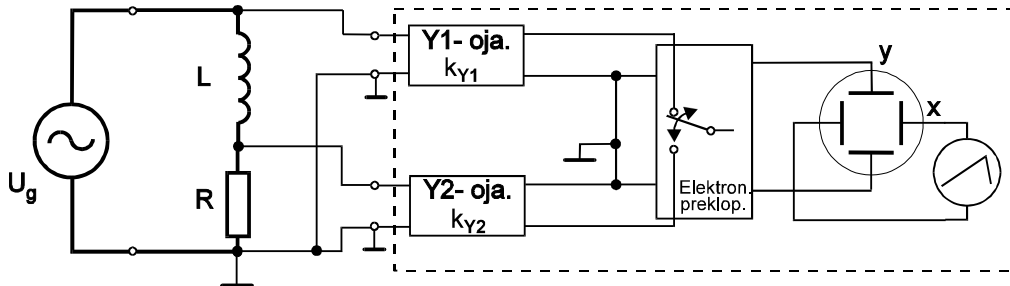 Y1- oja.
kY1
L
y
x
Ug
R
Y2- oja.
kY2
Elektron.
preklop.